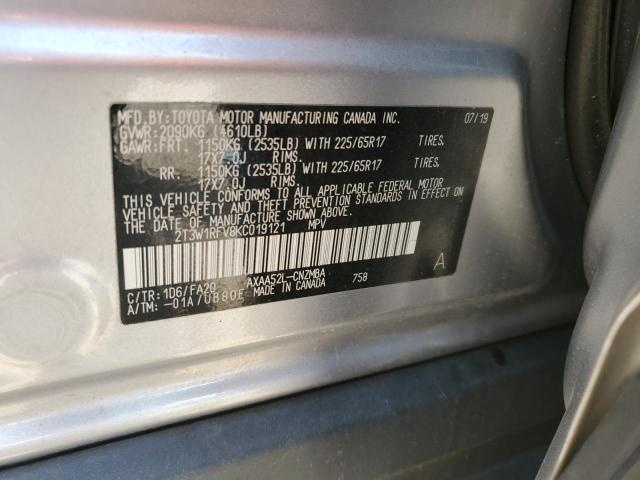 MFD.BY:TOYOTA MOTOR MANUFACTURING CANADA INC. 07/19
GVWR:2090KG (4610LB)
GAWR:FRT. 1150KG (2535LB) WITH 225/65R17 TIRES.
17X7.0J RIMS.
RR. 1150KG (2535LB) WITH 225/65R17 TIRES.
17X7.0J RIMS.
THIS VEHICLE CONFORMS TO ALL APPLICABLE FEDERAL MOTOR
VEHICLE SAFETY AND THEFT PREVENTION STANDARDS IN EFFECT ON
THE DATE OF MANUFACTURE SHOWN ABOVE.
2T3W1RFV8KC019121 MPV
A
C/TR:1D6/FA20 AXAA52L-CNZMBA 758
A/TM:-01A/UB80E MADE IN CANADA